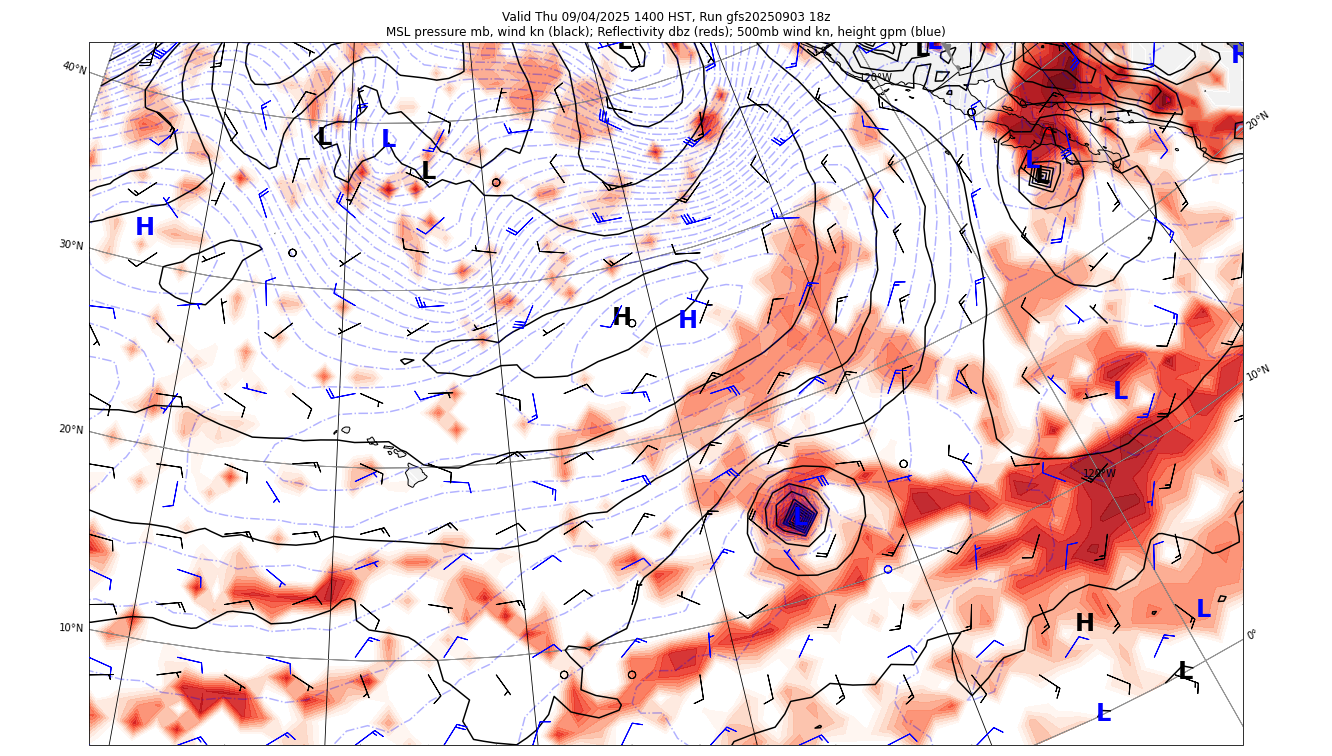 Valid Thu 09/04/2025 1400 HST, Run gfs20250903 18z
MSL pressure mb, wind kn (black); Reflectivity dbz (reds); 500mb wind kn, height gpm (blue)
L
L
L
H
40°N
120°W
20°N
L
L
L
L
L
H
30°N
H
H
10°N
L
20°N
120°W
L
10°N
0°
L
H
L
L